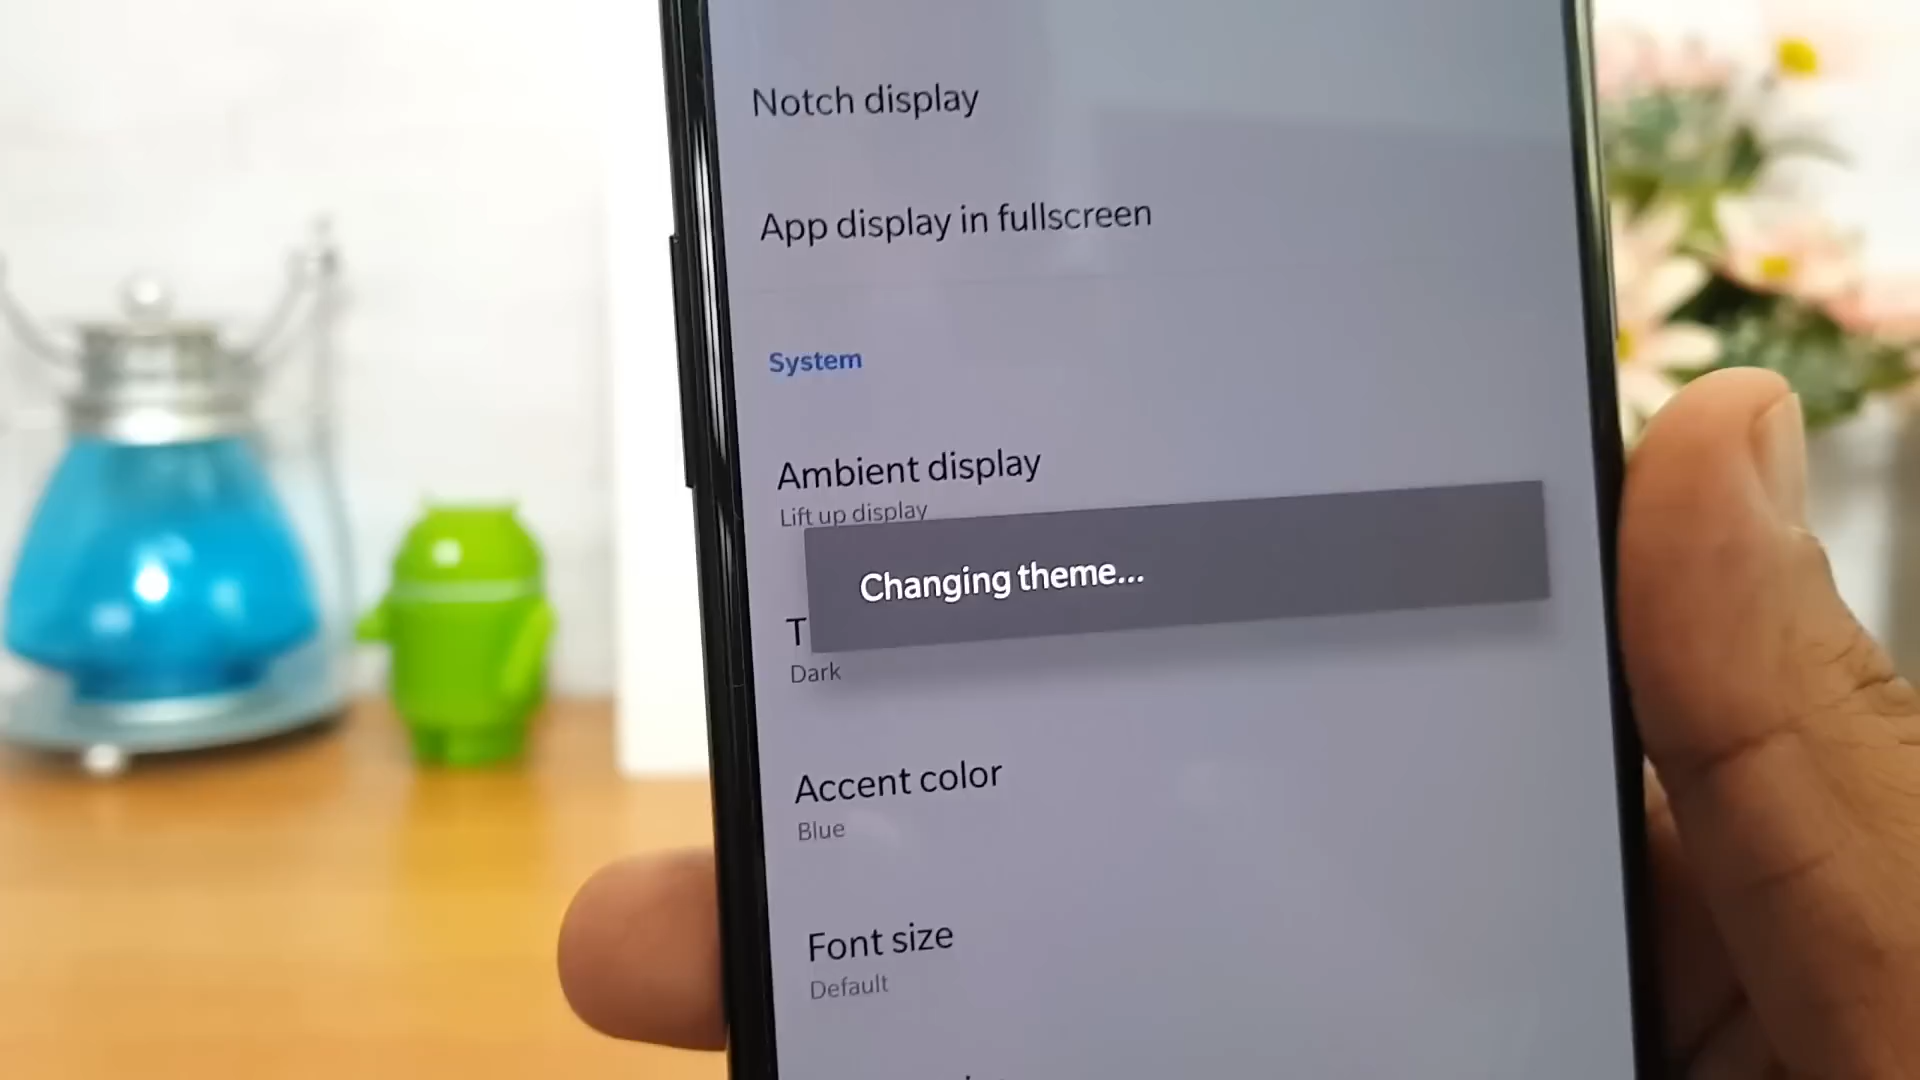 Notch display
App display in fullscreen
System
Ambient display
Lift up display
Changing theme...
T
Dark
Accent color
Blue
Font size
Default